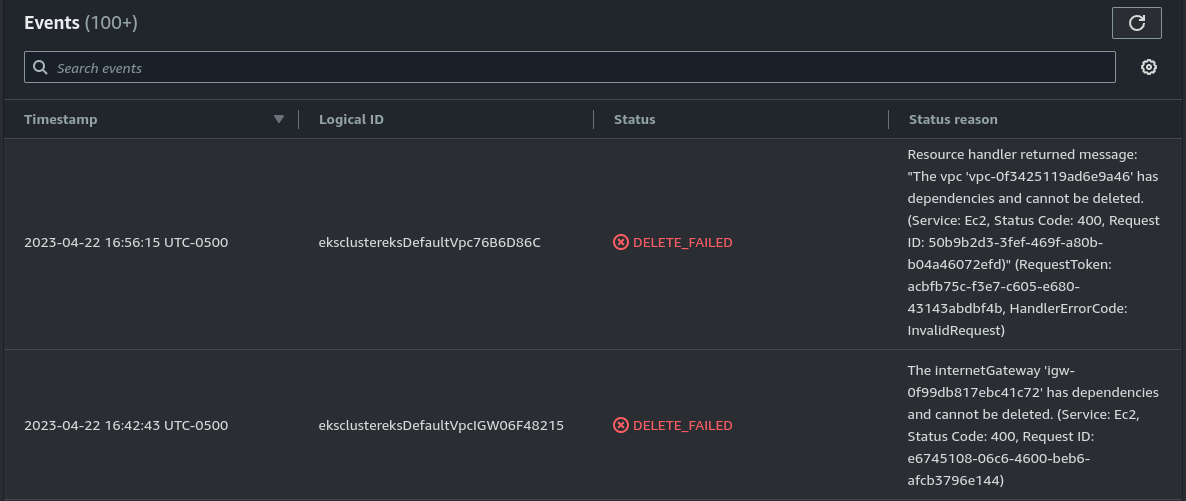 Events (100+)
Search events
Timestamp
Logical ID
Status
Status reason
2023-04-22 16:56:15 UTC-0500
eksclustereksDefaultVpc76B6D86C
DELETE_FAILED
Resource handler returned message:
"The vpc 'vpc-0f3425119ad6e9a46' has
dependencies and cannot be deleted.
(Service: Ec2, Status Code: 400, Request
ID: 50b9b2d3-3fef-469f-a80b-
b04a46072efd)" (RequestToken:
acbfb75c-f3e7-c605-e680-
43143abdbf4b, HandlerErrorCode:
InvalidRequest)
2023-04-22 16:42:43 UTC-0500
eksclustereksDefaultVpcIGW06F48215
DELETE_FAILED
The internetGateway 'igw-
0f99db817ebc41c72' has dependencies
and cannot be deleted. (Service: Ec2,
Status Code: 400, Request ID:
e6745108-06c6-4600-beb6-
afcb3796e144)